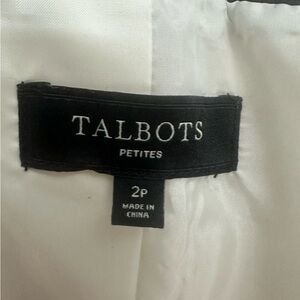 TALBOTS
PETITES
2P
MADE IN
CHINA